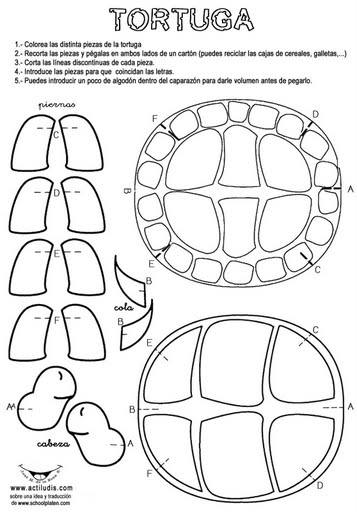 TORTUGA
1.- Colorea las distinta piezas de la tortuga
2.- Recorta las piezas y pégalas en ambos lados de un cartón (puedes reciclar las cajas de cereales, galletas,...)
3.- Corta las líneas discontinuas de cada pieza.
4.- Introduce las piezas para que coincidan las letras.
5.- Puedes introducir un poco de algodón dentro del caparazón para darle volumen antes de pegarlo.
piernas
C
D
E
F
F
D
B
A
E
C
B
cola
B
E
C
B
A
F
D
A
cabeza
A
www.actiludis.com
sobre una idea y traducción
de www.schoolplaten.com